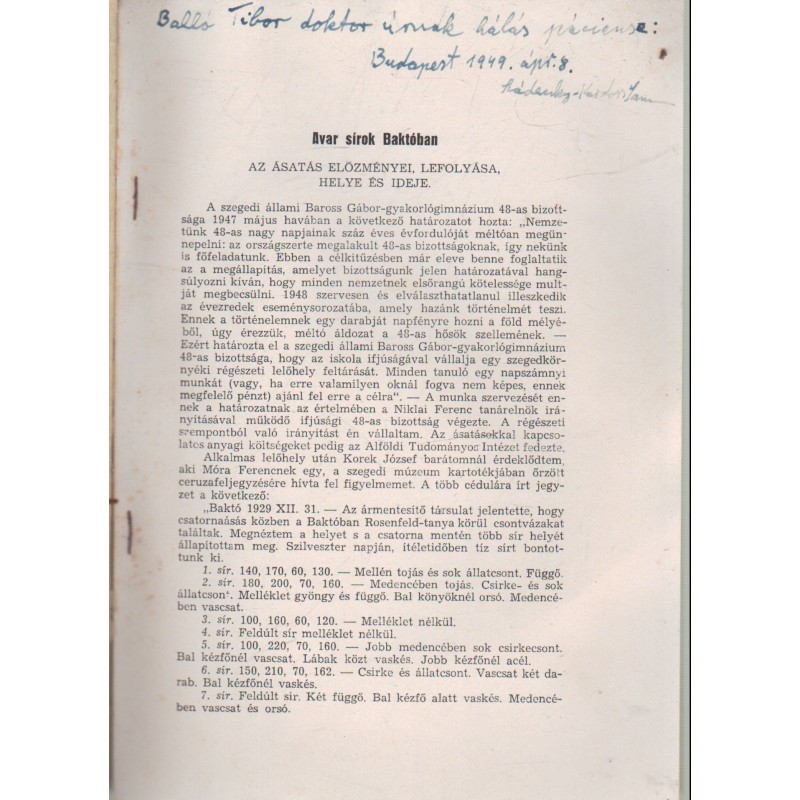 Balló Tibor doktor úrnak hálás páciense:
Budapest 1949. ápr. 8.
Avar sírok Baktóban
AZ ÁSATÁS ELŐZMÉNYEI, LEFOLYÁSA,
HELYE ÉS IDEJE.
A szegedi állami Baross Gábor-gyakorlógimnázium 48-as bizott-
sága 1947 május havában a következő határozatot hozta: „Nemze-
tünk 48-as nagy napjainak száz éves évfordulóját méltóan megün-
nepelni: az országszerte megalakult 48-as bizottságoknak, így nekünk
is főfeladatunk. Ebben a célkitűzésben már eleve benne foglaltatik
az a megállapítás, amelyet bizottságunk jelen határozatával hang-
súlyozni kíván, hogy minden nemzetnek elsőrangú kötelessége mult-
ját megbecsülni. 1948 szervesen és elválaszthatatlanul illeszkedik
az évezredek eseménysorozatába, amely hazánk történelmét teszi.
Ennek a történelemnek egy darabját napfényre hozni a föld mélyé-
ből, úgy érezzük, méltó áldozat a 48-as hősök szellemének. —
Ezért határozta el a szegedi állami Baross Gábor-gyakorlógimnázium
48-as bizottsága, hogy az iskola ifjúságával vállalja egy szegedkör-
nyéki régészeti lelőhely feltárását. Minden tanuló egy napszámnyi
munkát (vagy, ha erre valamilyen oknál fogva nem képes, ennek
megfelelő pénzt) ajánl fel erre a célra“. — A munka szervezését en-
nek a határozatnak az értelmében a Niklai Ferenc tanárelnök irá-
nyításával működő ifjúsági 48-as bizottság végezte. A régészeti
szempontból való irányítást én vállaltam. Az ásatásokkal kapcso-
latos anyagi költségeket pedig az Alföldi Tudományos Intézet fedezte.
Alkalmas lelőhely után Korek József barátomnál érdeklődtem,
aki Móra Ferencnek egy, a szegedi múzeum kartotékjában őrzött
ceruzafeljegyzésére hívta fel figyelmemet. A több cédulára írt jegy-
zet a következő:
„Baktó 1929 XII. 31. — Az ármentesítő társulat jelentette, hogy
csatornaásás közben a Baktóban Rosenfeld-tanya körül csontvázakat
találtak. Megnéztem a helyet s a csatorna mentén több sír helyét
állapítottam meg. Szilveszter napján, ítéletidőben tíz sírt bontot-
tunk ki.
1. sír. 140, 170, 60, 130. — Mellén tojás és sok állatcsont. Függő.
2. sír. 180, 200, 70, 160. — Medencében tojás. Csirke- és sok
állatcson‘. Melléklet gyöngy és függő. Bal könyöknél orsó. Medencé-
ben vascsat.
3. sír. 100, 160, 60, 120. — Melléklet nélkül.
4. sír. Feldúlt sír melléklet nélkül.
5. sír. 100, 220, 70, 160. — Jobb medencében sok csirkecsont.
Bal kézfőnél vascsat. Lábak közt vaskés. Jobb kézfőnél acél.
6. sír. 150, 210, 70, 162. — Csirke és állatcsont. Vascsat két da-
rab. Bal kézfőnél vaskés.
7. sír. Feldúlt sír. Két függő. Bal kézfő alatt vaskés. Medencé-
ben vascsat és orsó.